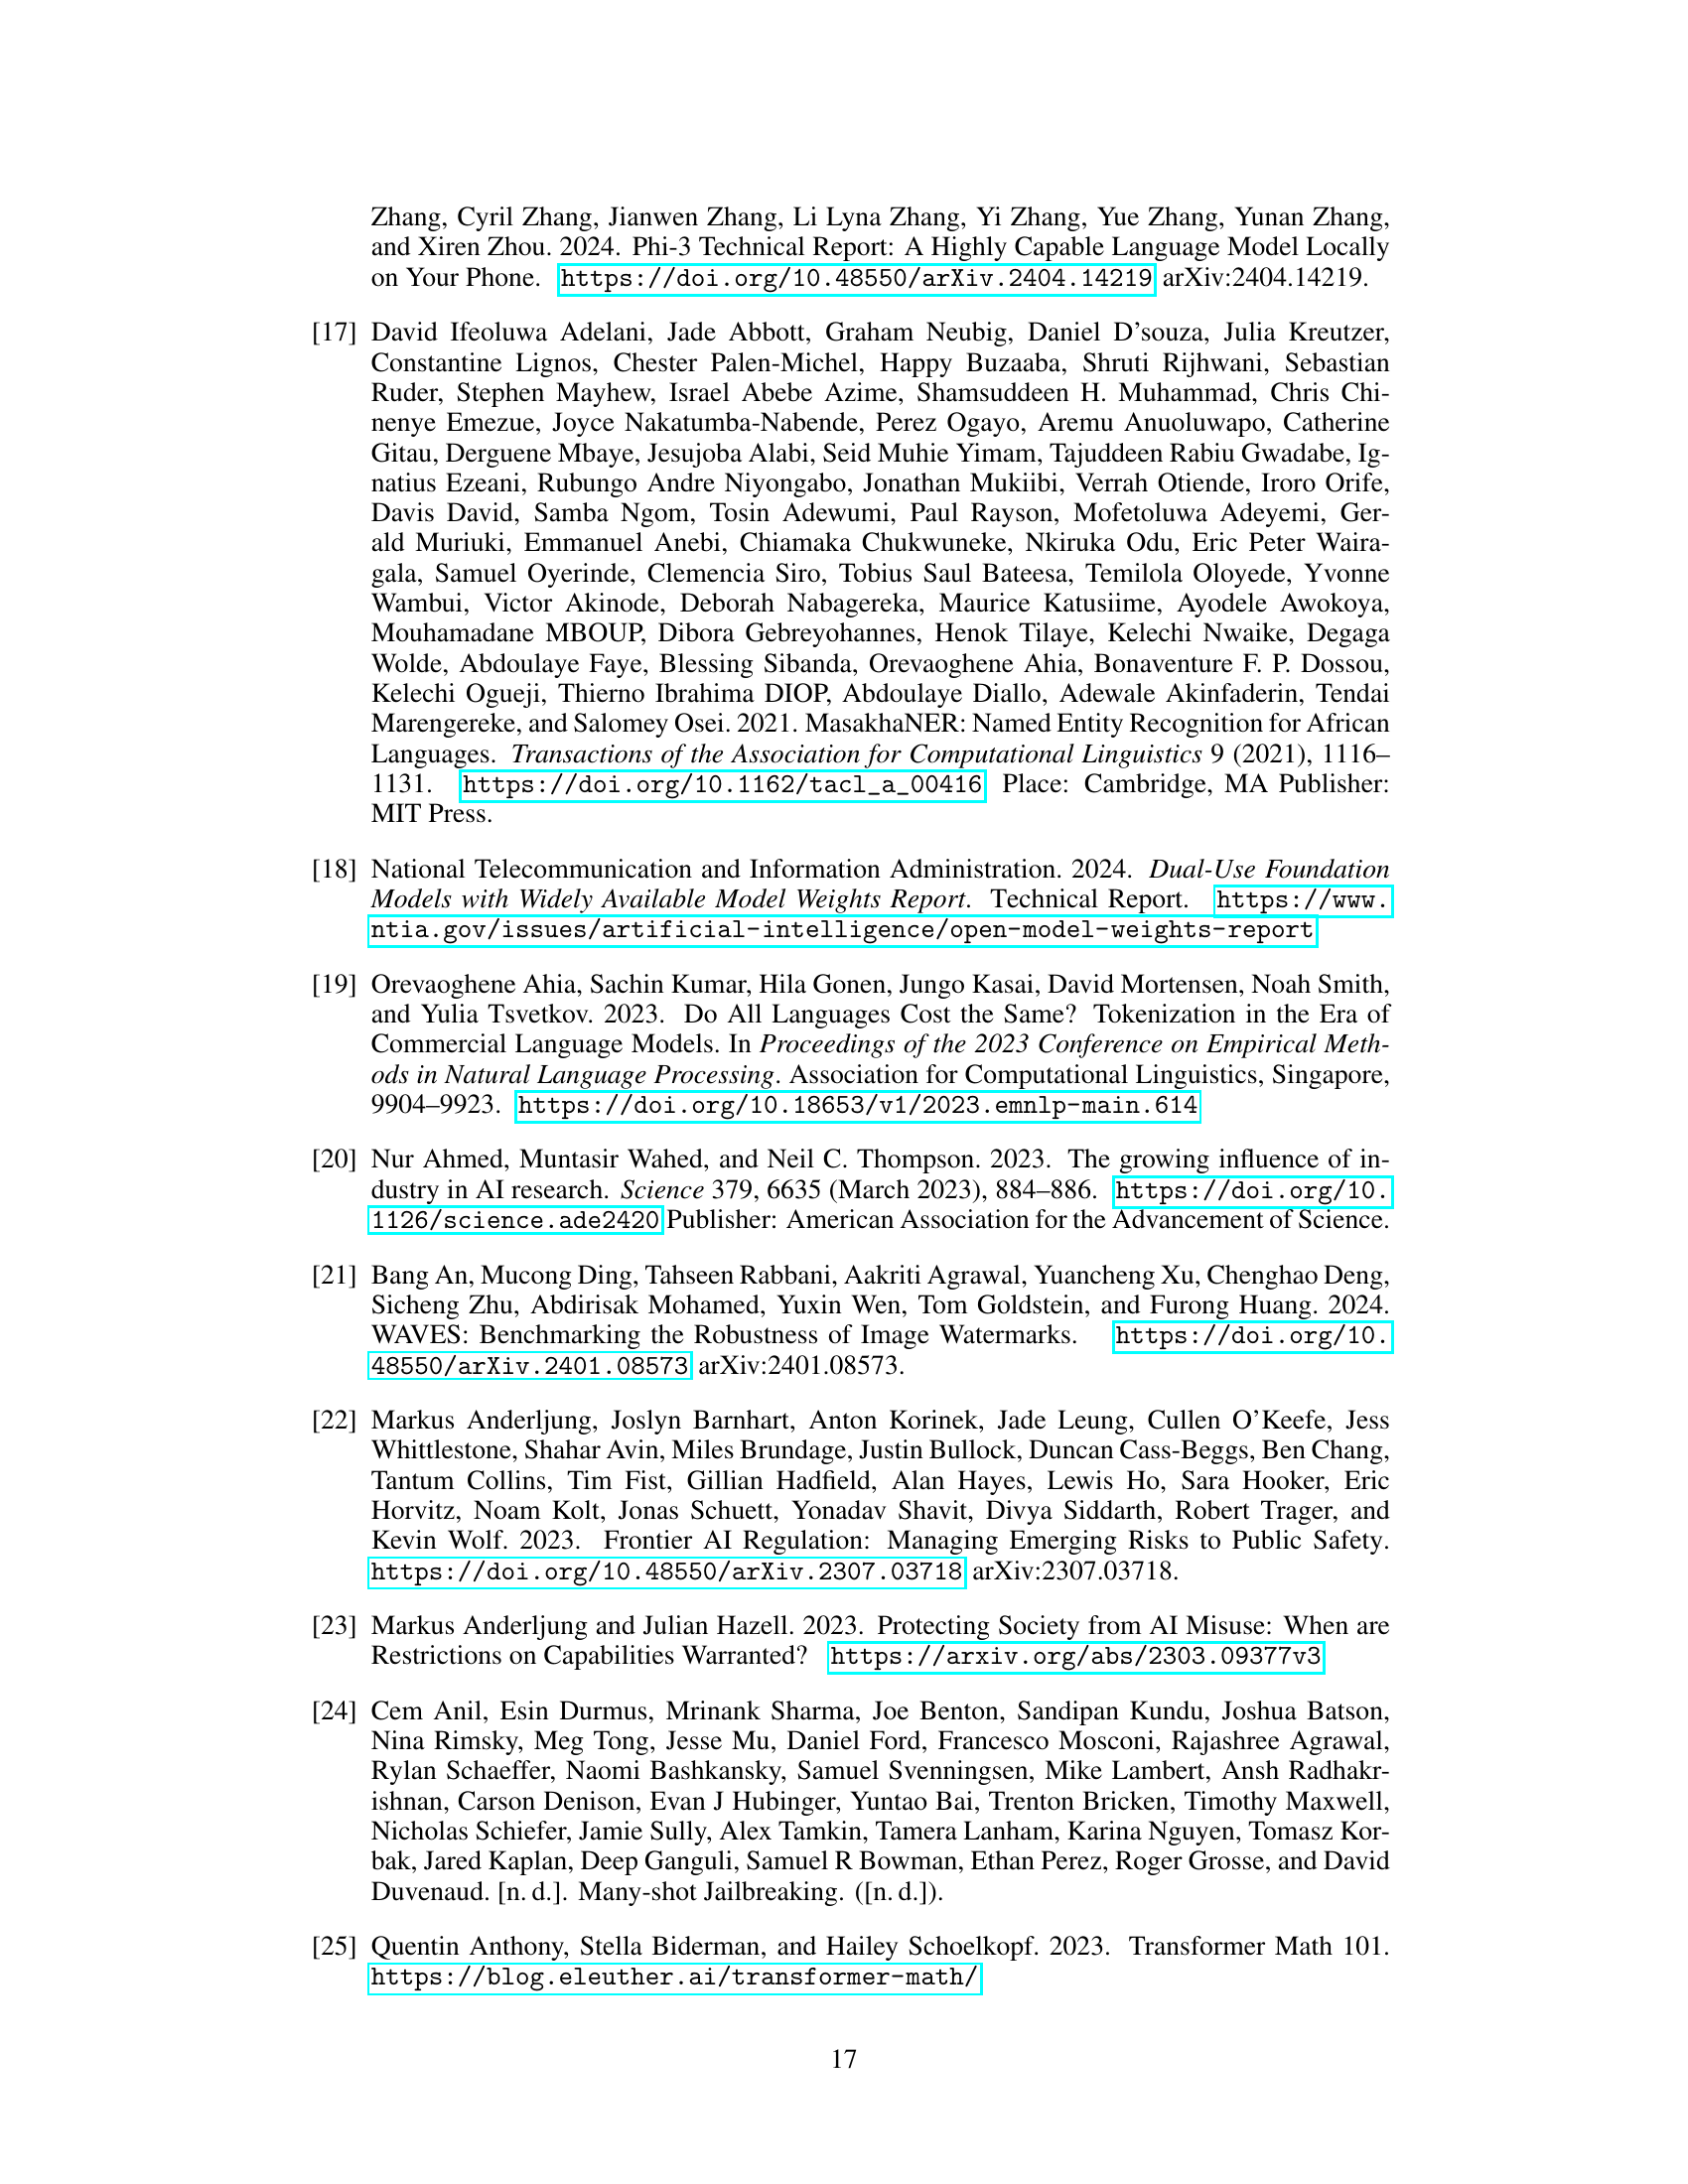 Zhang, Cyril Zhang, Jianwen Zhang, Li Lyna Zhang, Yi Zhang, Yue Zhang, Yunan Zhang,
and Xiren Zhou. 2024. Phi-3 Technical Report: A Highly Capable Language Model Locally
on Your Phone. https://doi.org/10.48550/arXiv.2404.14219 arXiv:2404.14219.
[17] David Ifeoluwa Adelani, Jade Abbott, Graham Neubig, Daniel D'souza, Julia Kreutzer,
Constantine Lignos, Chester Palen-Michel, Happy Buzaaba, Shruti Rijhwani, Sebastian
Ruder, Stephen Mayhew, Israel Abebe Azime, Shamsuddeen H. Muhammad, Chris Chi-
nenye Emezue, Joyce Nakatumba-Nabende, Perez Ogayo, Aremu Anuoluwapo, Catherine
Gitau, Derguene Mbaye, Jesujoba Alabi, Seid Muhie Yimam, Tajuddeen Rabiu Gwadabe, Ig-
natius Ezeani, Rubungo Andre Niyongabo, Jonathan Mukiibi, Verrah Otiende, Iroro Orife,
Davis David, Samba Ngom, Tosin Adewumi, Paul Rayson, Mofetoluwa Adeyemi, Ger-
ald Muriuki, Emmanuel Anebi, Chiamaka Chukwuneke, Nkiruka Odu, Eric Peter Waira-
gala, Samuel Oyerinde, Clemencia Siro, Tobius Saul Bateesa, Temilola Oloyede, Yvonne
Wambui, Victor Akinode, Deborah Nabagereka, Maurice Katusiime, Ayodele Awokoya,
Mouhamadane MBOUP, Dibora Gebreyohannes, Henok Tilaye, Kelechi Nwaike, Degaga
Wolde, Abdoulaye Faye, Blessing Sibanda, Orevaoghene Ahia, Bonaventure F. P. Dossou,
Kelechi Ogueji, Thierno Ibrahima DIOP, Abdoulaye Diallo, Adewale Akinfaderin, Tendai
Marengereke, and Salomey Osei. 2021. MasakhaNER: Named Entity Recognition for African
Languages. Transactions of the Association for Computational Linguistics 9 (2021), 1116–
1131. https://doi.org/10.1162/tacl_a_00416 Place: Cambridge, MA Publisher:
MIT Press.
[18] National Telecommunication and Information Administration. 2024. Dual-Use Foundation
Models with Widely Available Model Weights Report. Technical Report. https://www.
ntia.gov/issues/artificial-intelligence/open-model-weights-report
[19] Orevaoghene Ahia, Sachin Kumar, Hila Gonen, Jungo Kasai, David Mortensen, Noah Smith,
and Yulia Tsvetkov. 2023. Do All Languages Cost the Same? Tokenization in the Era of
Commercial Language Models. In Proceedings of the 2023 Conference on Empirical Meth-
ods in Natural Language Processing. Association for Computational Linguistics, Singapore,
9904–9923. https://doi.org/10.18653/v1/2023.emnlp-main.614
[20] Nur Ahmed, Muntasir Wahed, and Neil C. Thompson. 2023. The growing influence of in-
dustry in AI research. Science 379, 6635 (March 2023), 884–886. https://doi.org/10.
1126/science.ade2420 Publisher: American Association for the Advancement of Science.
[21] Bang An, Mucong Ding, Tahseen Rabbani, Aakriti Agrawal, Yuancheng Xu, Chenghao Deng,
Sicheng Zhu, Abdirisak Mohamed, Yuxin Wen, Tom Goldstein, and Furong Huang. 2024.
WAVES: Benchmarking the Robustness of Image Watermarks. https://doi.org/10.
48550/arXiv.2401.08573 arXiv:2401.08573.
[22] Markus Anderljung, Joslyn Barnhart, Anton Korinek, Jade Leung, Cullen O'Keefe, Jess
Whittlestone, Shahar Avin, Miles Brundage, Justin Bullock, Duncan Cass-Beggs, Ben Chang,
Tantum Collins, Tim Fist, Gillian Hadfield, Alan Hayes, Lewis Ho, Sara Hooker, Eric
Horvitz, Noam Kolt, Jonas Schuett, Yonadav Shavit, Divya Siddarth, Robert Trager, and
Kevin Wolf. 2023. Frontier AI Regulation: Managing Emerging Risks to Public Safety.
https://doi.org/10.48550/arXiv.2307.03718 arXiv:2307.03718.
[23] Markus Anderljung and Julian Hazell. 2023. Protecting Society from AI Misuse: When are
Restrictions on Capabilities Warranted? https://arxiv.org/abs/2303.09377v3
[24] Cem Anil, Esin Durmus, Mrinank Sharma, Joe Benton, Sandipan Kundu, Joshua Batson,
Nina Rimsky, Meg Tong, Jesse Mu, Daniel Ford, Francesco Mosconi, Rajashree Agrawal,
Rylan Schaeffer, Naomi Bashkansky, Samuel Svenningsen, Mike Lambert, Ansh Radhakr-
ishnan, Carson Denison, Evan J Hubinger, Yuntao Bai, Trenton Bricken, Timothy Maxwell,
Nicholas Schiefer, Jamie Sully, Alex Tamkin, Tamera Lanham, Karina Nguyen, Tomasz Kor-
bak, Jared Kaplan, Deep Ganguli, Samuel R Bowman, Ethan Perez, Roger Grosse, and David
Duvenaud. [n. d.]. Many-shot Jailbreaking. ([n. d.]).
[25] Quentin Anthony, Stella Biderman, and Hailey Schoelkopf. 2023. Transformer Math 101.
https://blog.eleuther.ai/transformer-math/
17